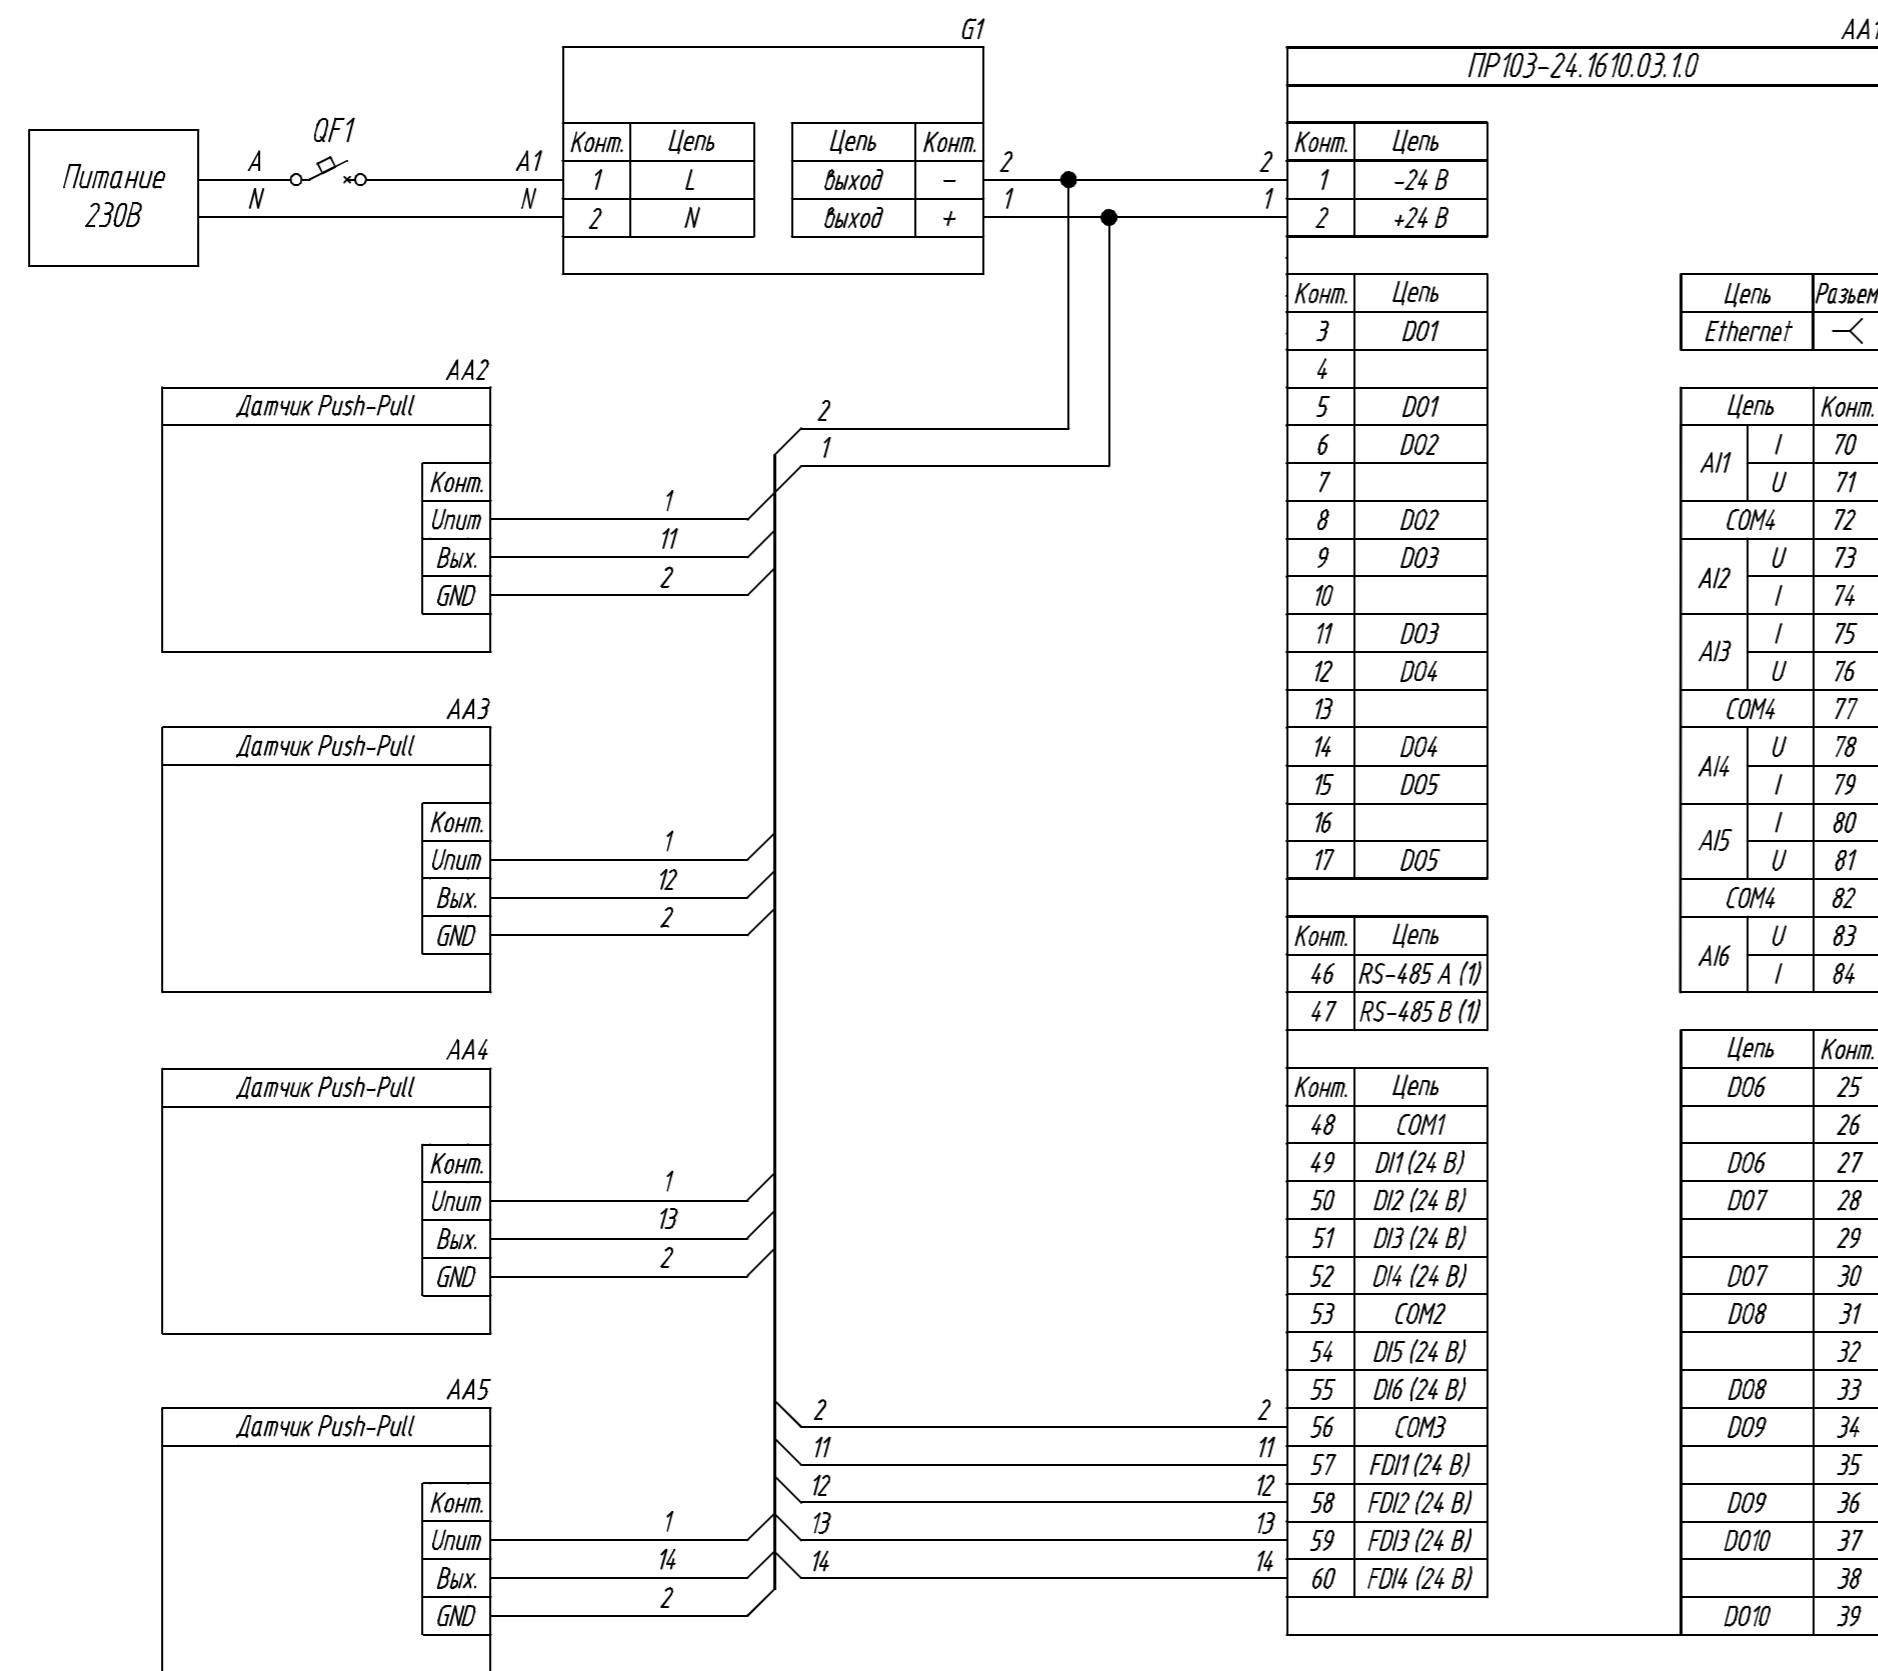 G1
AA1
ПР103-24.1610.03.1.0
Питание
230В
A
N
QF1
A1
N
Конт. Цепь
1 L
2 N
Цепь Конт.
выход –
выход +
2
1
2
1
Конт. Цепь
1 -24 В
2 +24 В
Конт. Цепь
3 DO1
4
5 DO1
6 DO2
7
8 DO2
9 DO3
10
11 DO3
12 DO4
13
14 DO4
15 DO5
16
17 DO5
Конт. Цепь
46 RS-485 A (1)
47 RS-485 B (1)
Конт. Цепь
48 COM1
49 DI1 (24 В)
50 DI2 (24 В)
51 DI3 (24 В)
52 DI4 (24 В)
53 COM2
54 DI5 (24 В)
55 DI6 (24 В)
56 COM3
57 FDI1 (24 В)
58 FDI2 (24 В)
59 FDI3 (24 В)
60 FDI4 (24 В)
Цепь Разьем
Ethernet
Цепь Конт.
AI1 I 70
U 71
COM4 72
AI2 U 73
I 74
AI3 I 75
U 76
COM4 77
AI4 U 78
I 79
AI5 I 80
U 81
COM4 82
AI6 U 83
I 84
Цепь Конт.
DO6 25
26
DO6 27
DO7 28
29
DO7 30
DO8 31
32
DO8 33
DO9 34
35
DO9 36
DO10 37
38
DO10 39
2
1
AA2
Датчик Push-Pull
Конт.
Uпит 1
Вых. 11
GND 2
AA3
Датчик Push-Pull
Конт.
Uпит 1
Вых. 12
GND 2
AA4
Датчик Push-Pull
Конт.
Uпит 1
Вых. 13
GND 2
AA5
Датчик Push-Pull
Конт.
Uпит 1
Вых. 14
GND 2
2 2
11 11
12 12
13 13
14 14